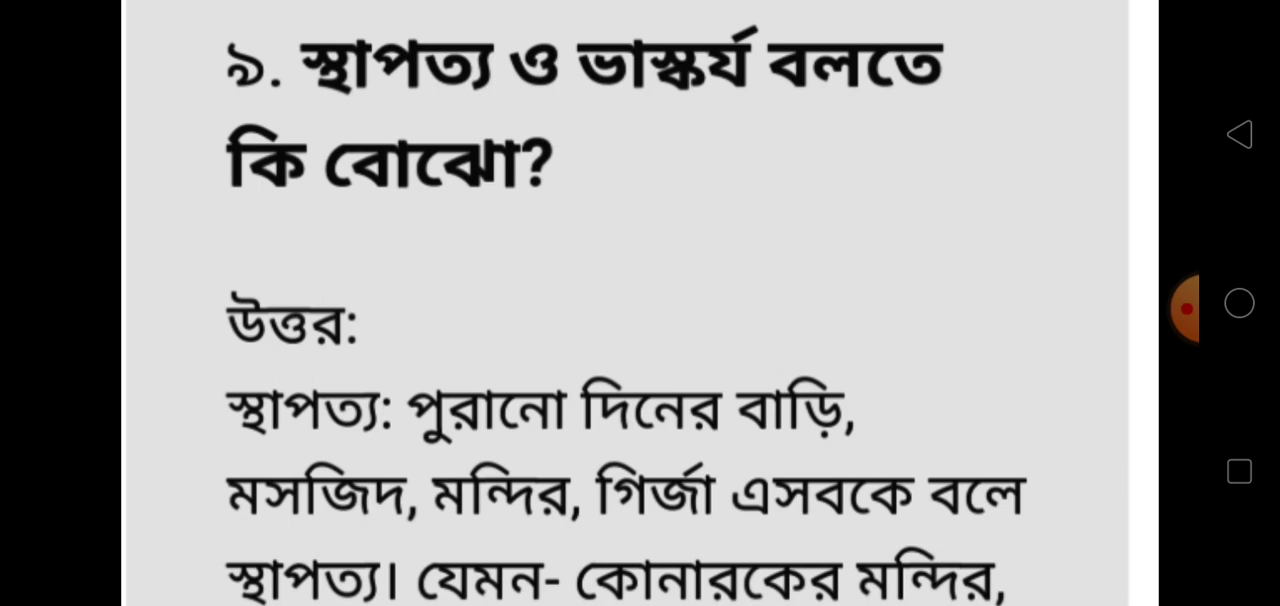 ৯. স্থাপত্য ও ভাস্কর্য বলতে
কি বোঝো?
উত্তর:
স্থাপত্য: পুরানো দিনের বাড়ি,
মসজিদ, মন্দির, গির্জা এসবকে বলে
স্থাপত্য। যেমন- কোনারকের মন্দির,